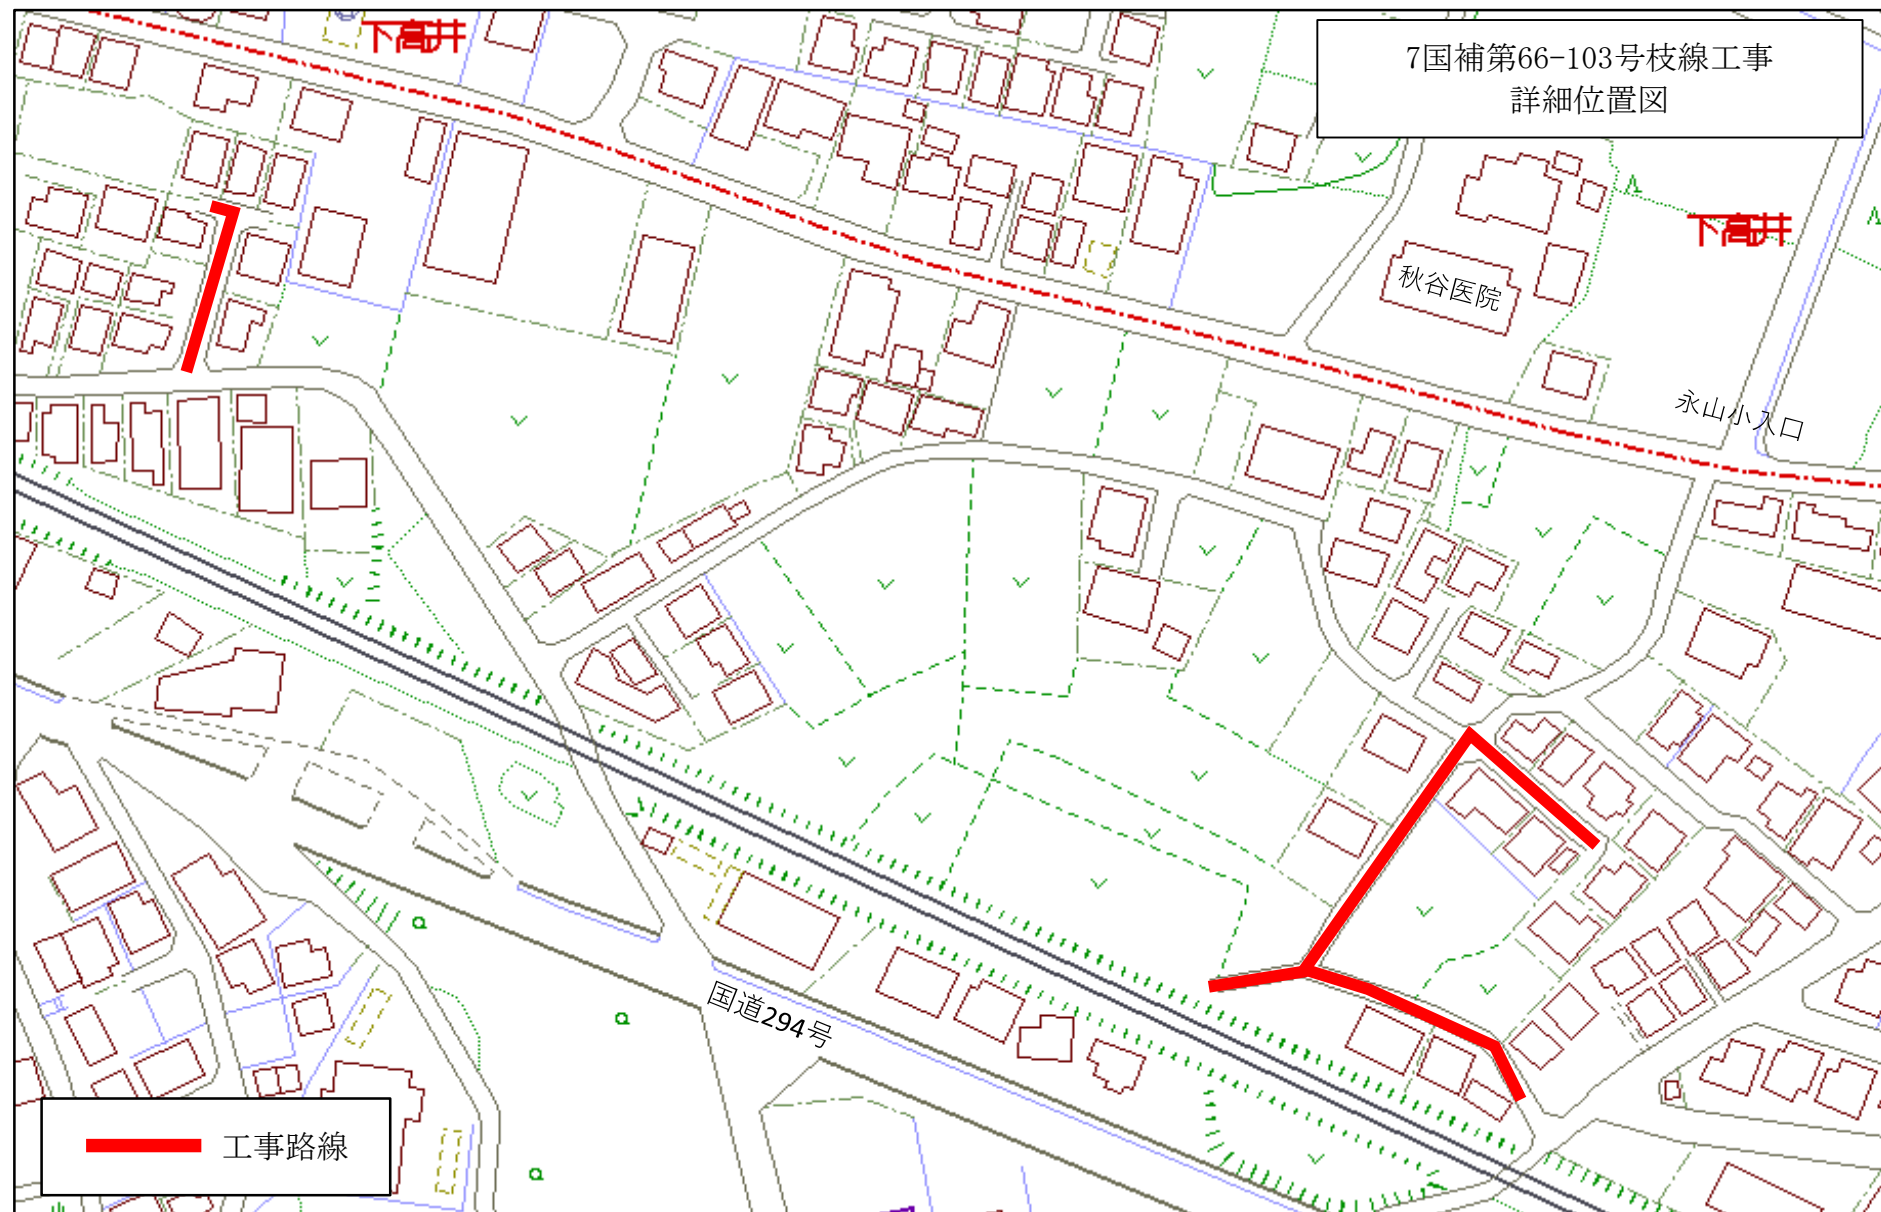 下高井
7国補第66-103号枝線工事
詳細位置図
下高井
秋谷医院
永山小入口
国道294号
工事路線